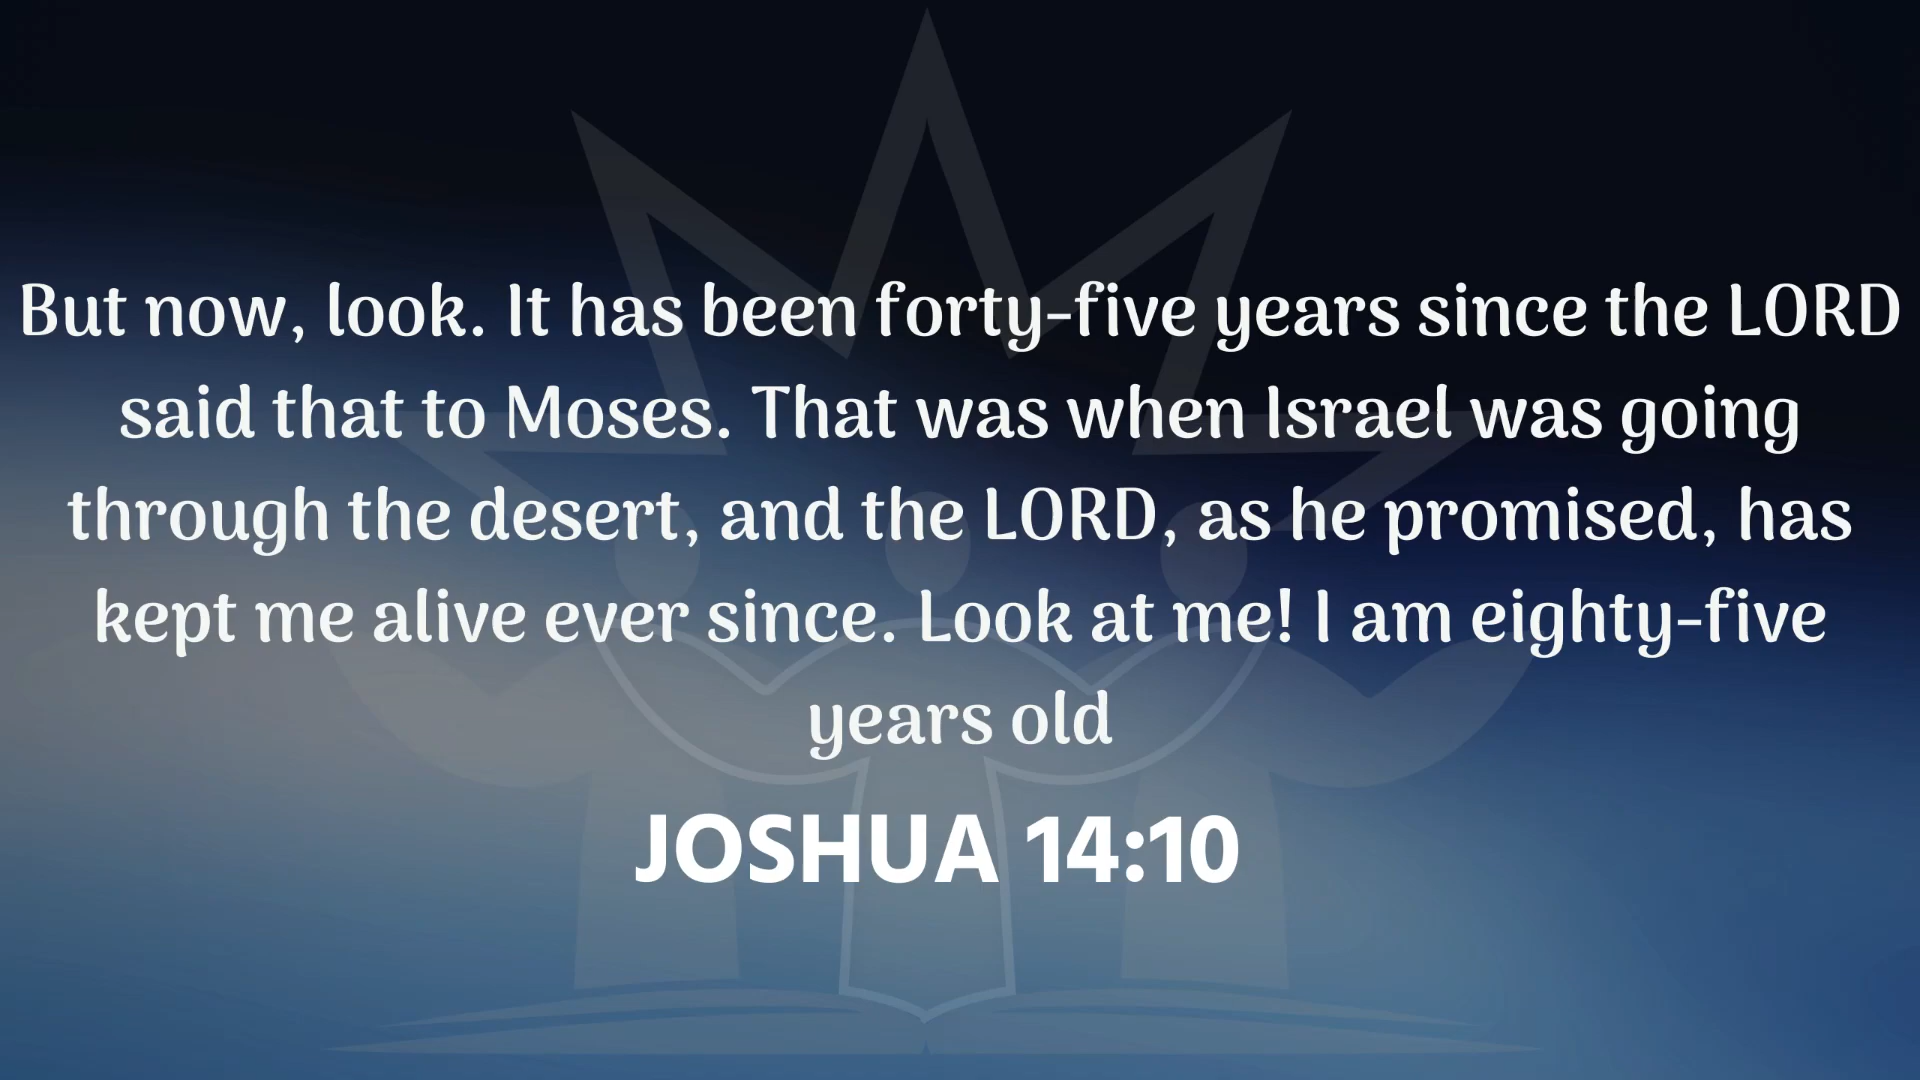 But now, look. It has been forty-five years since the LORD
said that to Moses. That was when Israel was going
through the desert, and the LORD, as he promised, has
kept me alive ever since. Look at me! I am eighty-five
years old
JOSHUA 14:10